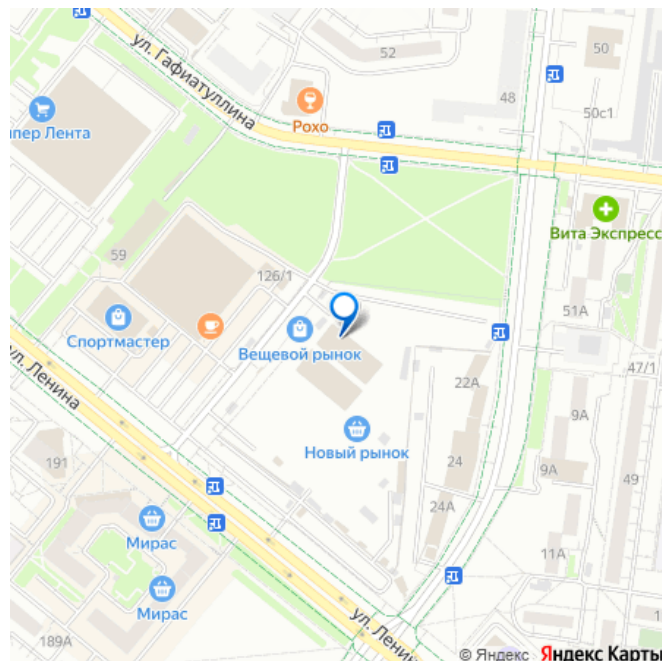 ул. Гафиатуллина
52
50
48
50с1
Рохо
ипер Лента
Вита Экспресс
59
126/1
51А
Спортмастер
Вещевой рынок
22А
47/1
9А
ул. Ленина
Новый рынок
24
9А
49
191
24А
Мирас
11А
Мирас
ул. Ленин
189А
© Яндекс Яндекс Карты